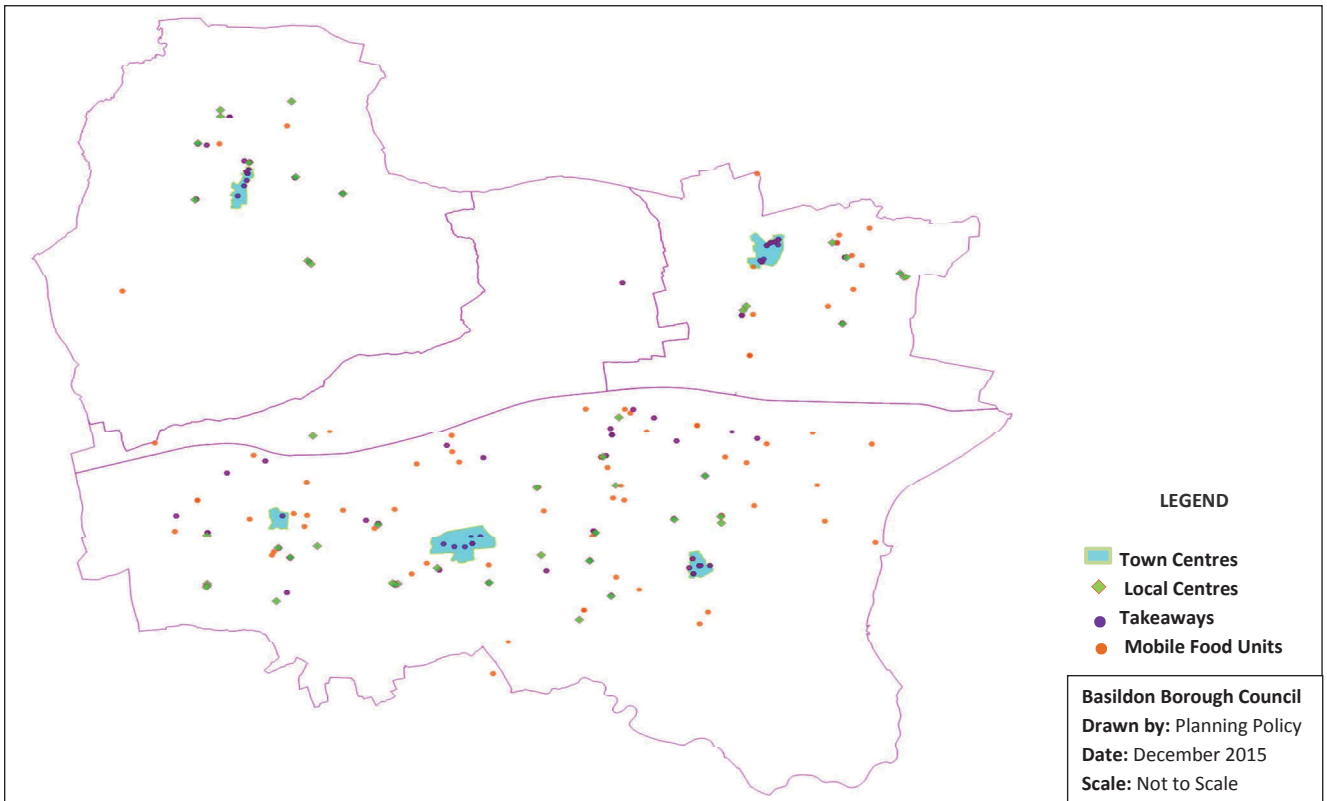 LEGEND
Town Centres
Local Centres
Takeaways
Mobile Food Units
Basildon Borough Council
Drawn by: Planning Policy
Date: December 2015
Scale: Not to Scale